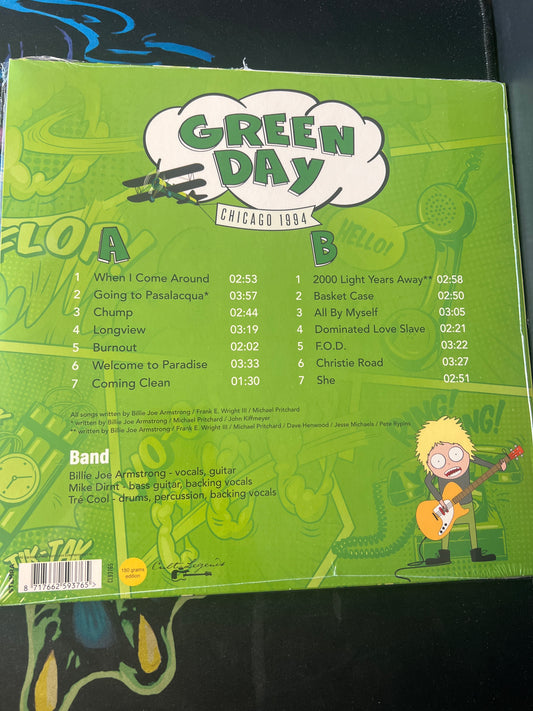 GREEN
DAY
CHICAGO 1994
HELLO!
A
1 When I Come Around 02:53
2 Going to Pasalacqua* 03:57
3 Chump 02:44
4 Longview 03:19
5 Burnout 02:02
6 Welcome to Paradise 03:33
7 Coming Clean 01:30
B
1 2000 Light Years Away** 02:58
2 Basket Case 02:50
3 All By Myself 03:05
4 Dominated Love Slave 02:21
5 F.O.D. 03:22
6 Christie Road 03:27
7 She 02:51
All songs written by Billie Joe Armstrong / Frank E. Wright III / Michael Pritchard
* written by Billie Joe Armstrong / Michael Pritchard / John Kiffmeyer
** written by Billie Joe Armstrong / Frank E. Wright III / Michael Pritchard / Dave Henwood / Jesse Michaels / Pete Rypins
Band
Billie Joe Armstrong - vocals, guitar
Mike Dirnt - bass guitar, backing vocals
Tré Cool - drums, percussion, backing vocals
TIK-TAK
8 717662 593765
180 grams
edition
Cult Legends